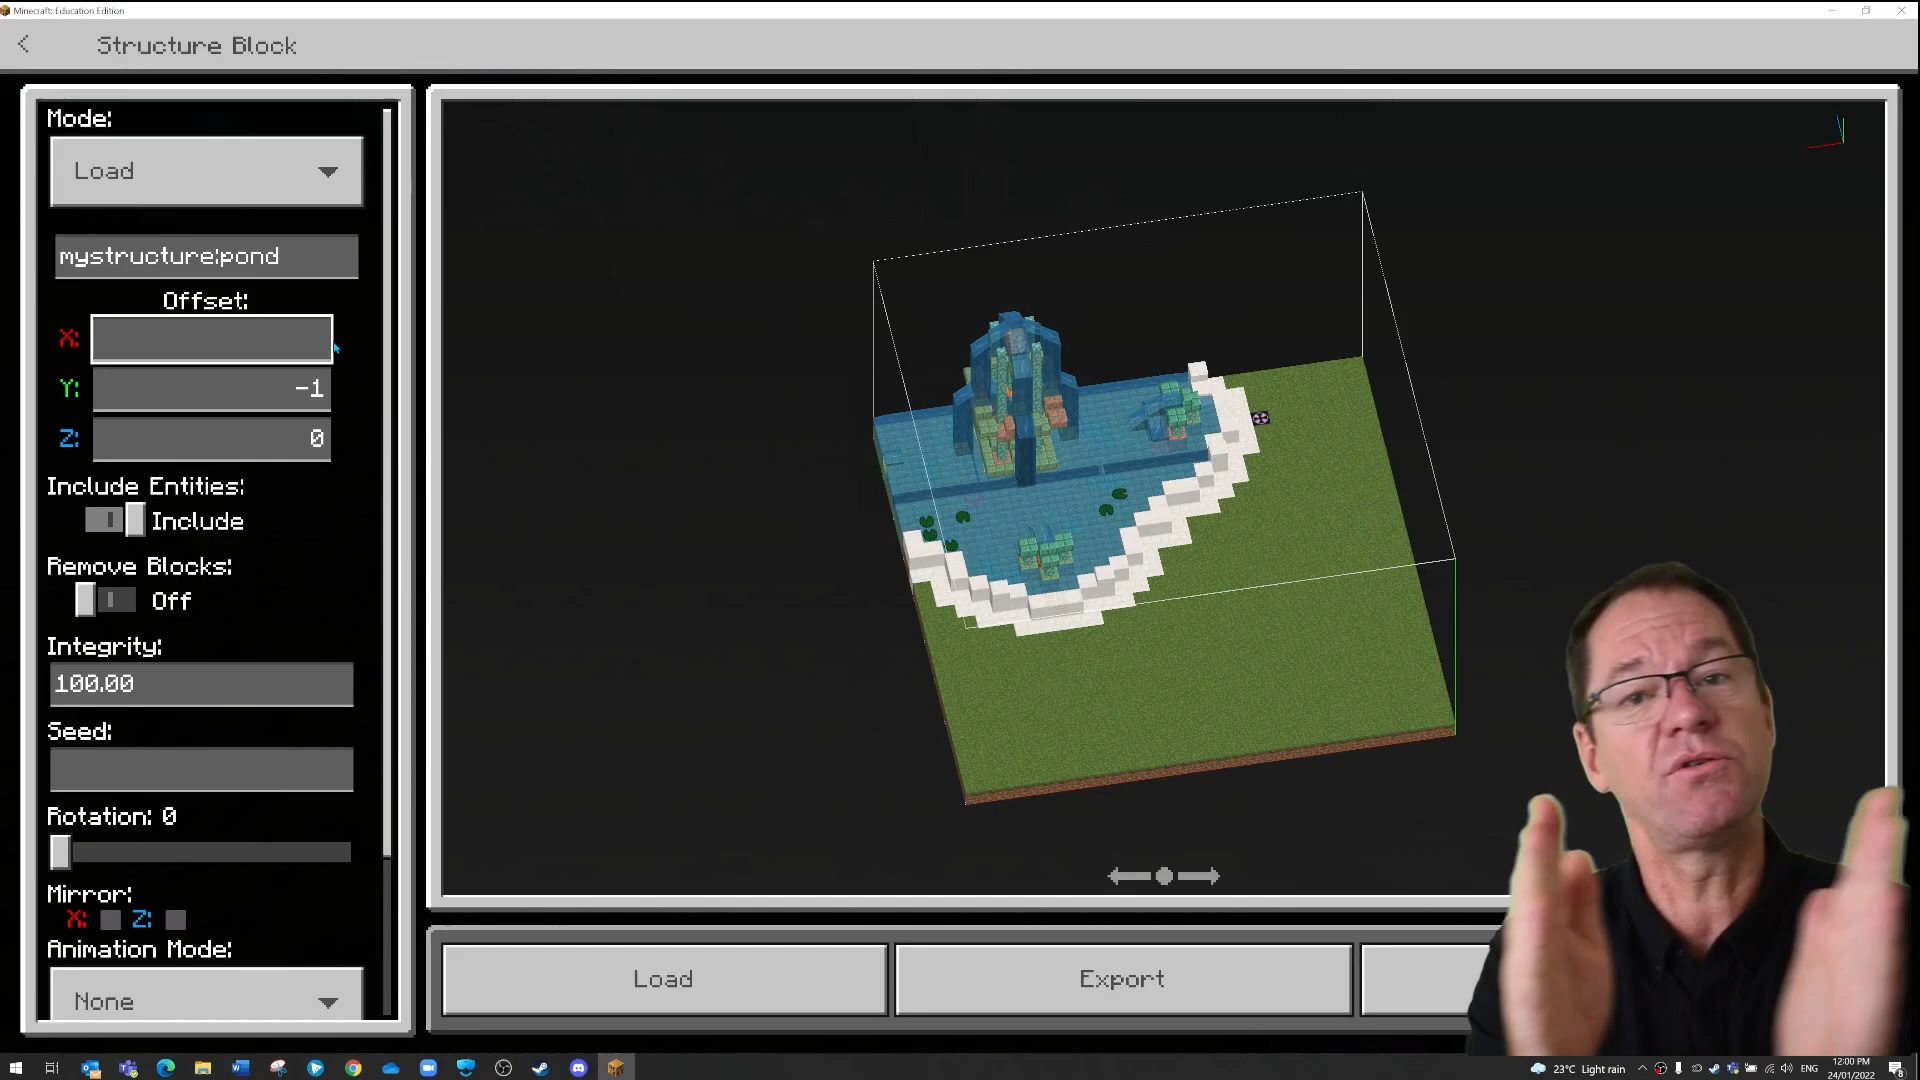 Minecraft: Education Edition
Structure Block
Mode:
Load
mystructure:pond
Offset:
X:
Y: -1
Z: 0
Include Entities:
Include
Remove Blocks:
Off
Integrity:
100.00
Seed:
Rotation: 0
Mirror:
X: Z:
Animation Mode:
None
Load
Export
23°C Light rain
ENG
12:00 PM
24/01/2022
8